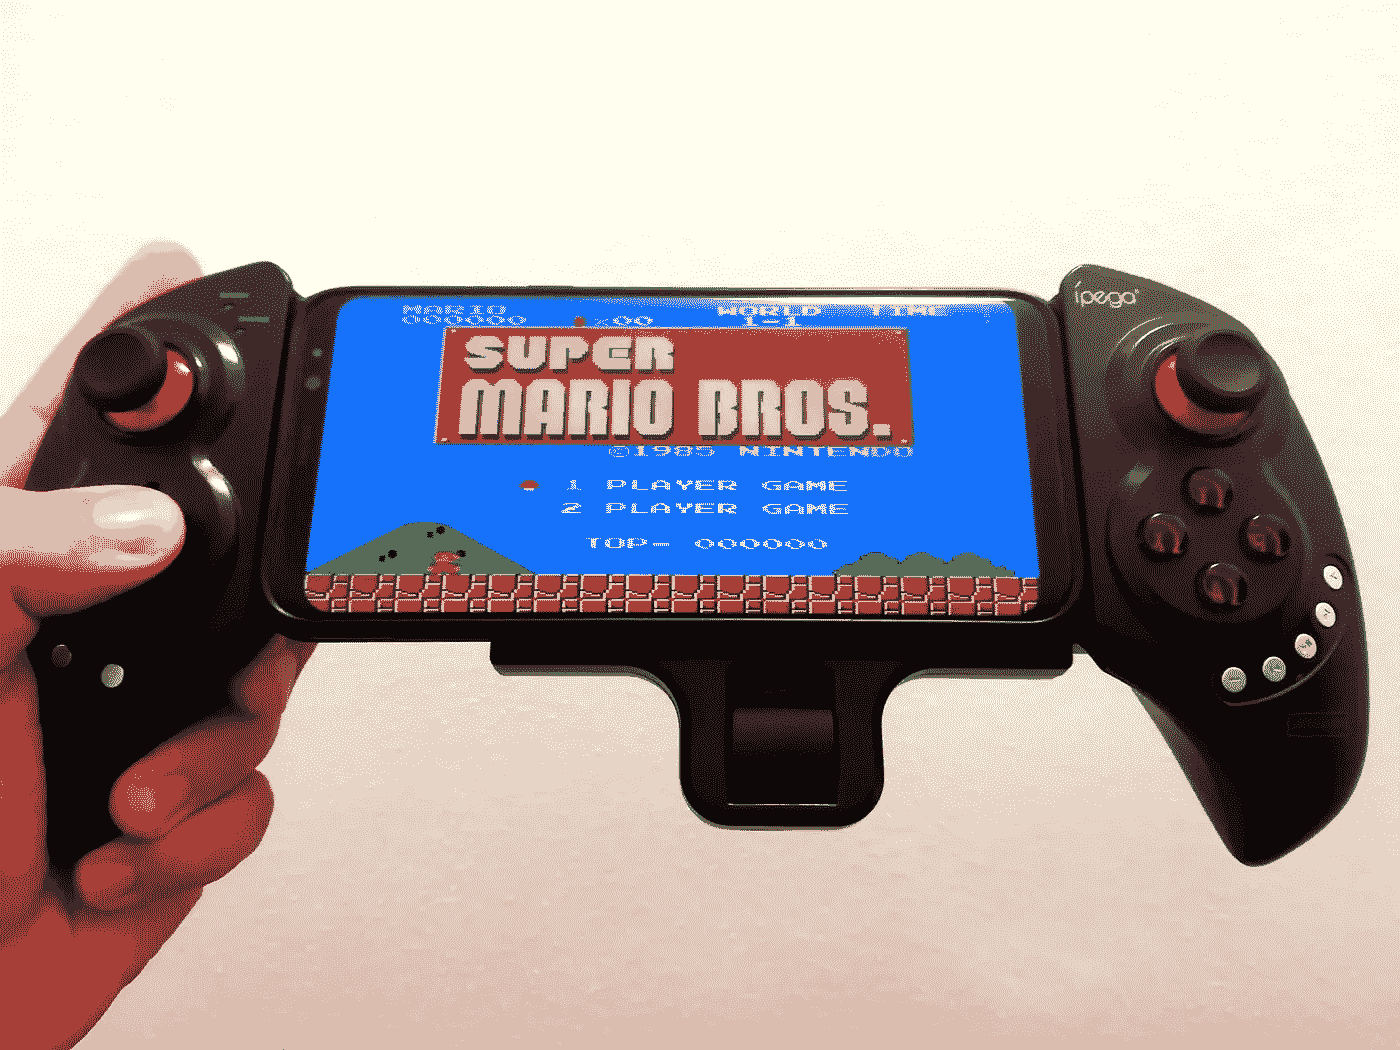 ípega
MARIO WORLD TIME
000000 x00 1-1
SUPER
MARIO BROS.
©1985 NINTENDO
1 PLAYER GAME
2 PLAYER GAME
TOP- 000000